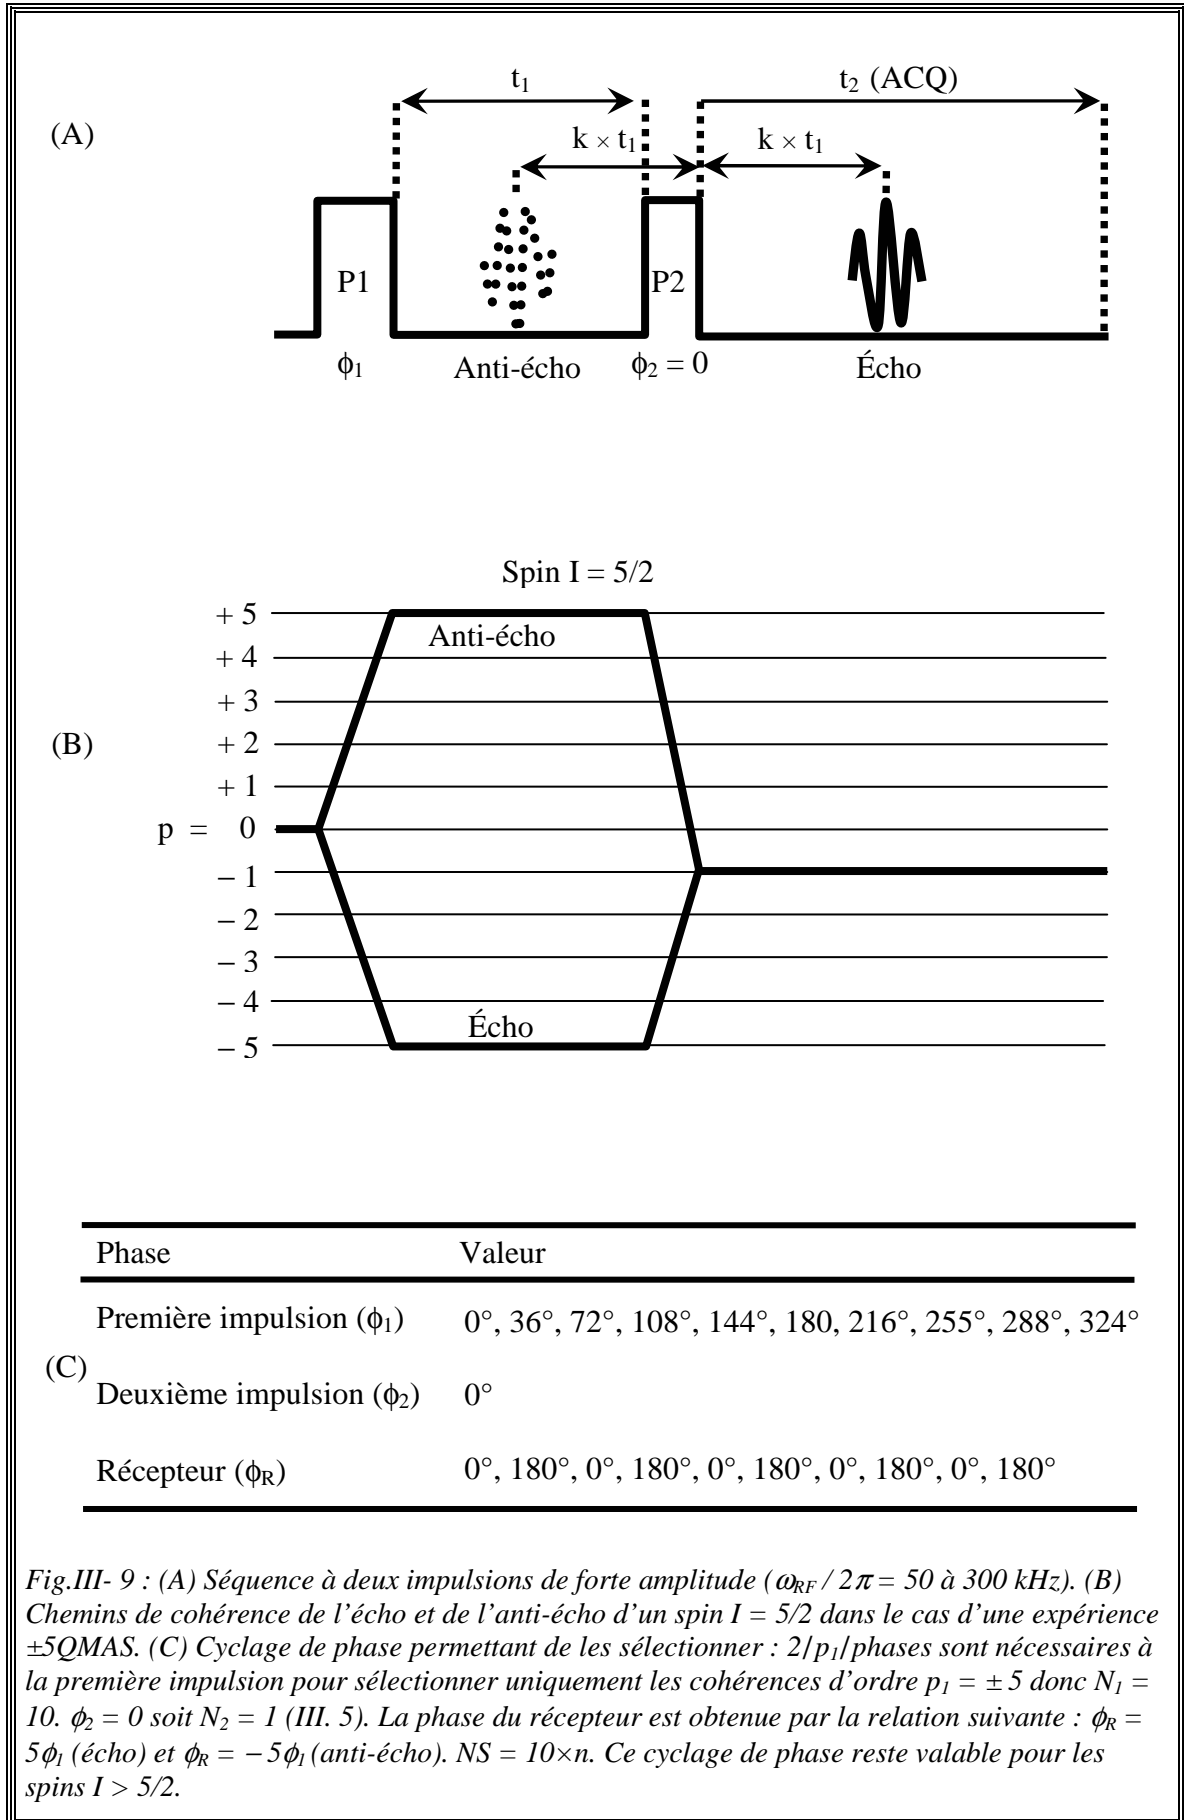 t₁
t₂ (ACQ)
(A)
k × t₁
k × t₁
P1
P2
ϕ₁
Anti-écho
ϕ₂ = 0
Écho
Spin I = 5/2
+ 5
Anti-écho
+ 4
+ 3
(B)
+ 2
+ 1
p = 0
– 1
– 2
– 3
– 4
Écho
– 5
Phase Valeur
Première impulsion (ϕ₁) 0°, 36°, 72°, 108°, 144°, 180, 216°, 255°, 288°, 324°
(C)
Deuxième impulsion (ϕ₂) 0°
Récepteur (ϕR) 0°, 180°, 0°, 180°, 0°, 180°, 0°, 180°, 0°, 180°
Fig.III- 9 : (A) Séquence à deux impulsions de forte amplitude (ωRF / 2π = 50 à 300 kHz). (B)
Chemins de cohérence de l’écho et de l’anti-écho d’un spin I = 5/2 dans le cas d’une expérience
±5QMAS. (C) Cyclage de phase permettant de les sélectionner : 2/p₁/phases sont nécessaires à
la première impulsion pour sélectionner uniquement les cohérences d’ordre p₁ = ± 5 donc N₁ =
10. ϕ₂ = 0 soit N₂ = 1 (III. 5). La phase du récepteur est obtenue par la relation suivante : ϕR =
5ϕ₁ (écho) et ϕR = – 5ϕ₁ (anti-écho). NS = 10×n. Ce cyclage de phase reste valable pour les
spins I > 5/2.